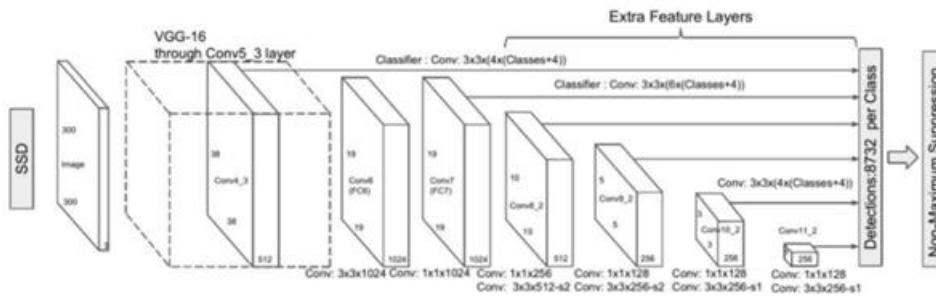 Extra Feature Layers
VGG-16
through Conv5_3 layer
Classifier : Conv: 3x3x(4x(Classes+4))
Classifier : Conv: 3x3x(6x(Classes+4))
SSD
300
Image
300
3
38
Conv4_3
38
512
19
Conv6
(FC6)
19
1024
19
Conv7
(FC7)
19
1024
10
Conv8_2
10
512
5
Conv9_2
5
256
Conv: 3x3x(4x(Classes+4))
3
Conv10_2
3
256
Conv11_2
256
Detections:8732 per Class
Non-Maximum Suppression
Conv: 3x3x1024
Conv: 1x1x1024
Conv: 1x1x256
Conv: 3x3x512-s2
Conv: 1x1x128
Conv: 3x3x256-s2
Conv: 1x1x128
Conv: 3x3x256-s1
Conv: 1x1x128
Conv: 3x3x256-s1